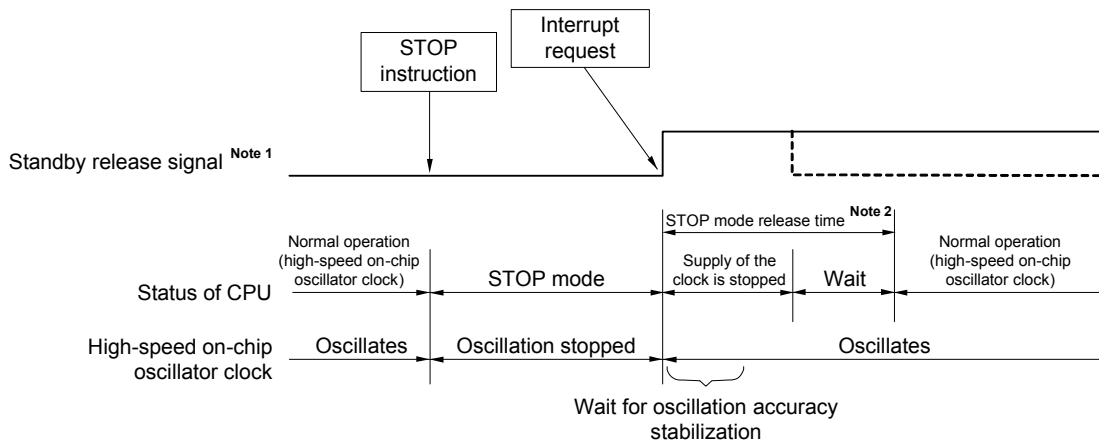 STOP
instruction
Interrupt
request
Standby release signal Note 1
STOP mode release time Note 2
Normal operation
(high-speed on-chip
oscillator clock)
Supply of the
clock is stopped
Normal operation
(high-speed on-chip
oscillator clock)
Status of CPU
STOP mode
Wait
High-speed on-chip
oscillator clock
Oscillates
Oscillation stopped
Oscillates
Wait for oscillation accuracy
stabilization